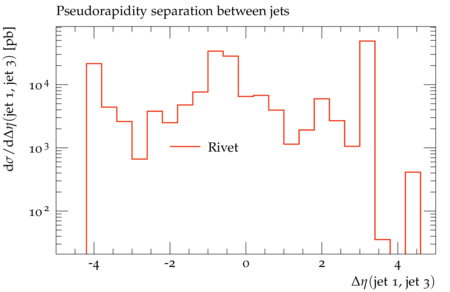 Pseudorapidity separation between jets
dσ/dΔη(jet 1, jet 3) [pb]
10⁴
10³
10²
Rivet
-4 -2 0 2 4
Δη(jet 1, jet 3)